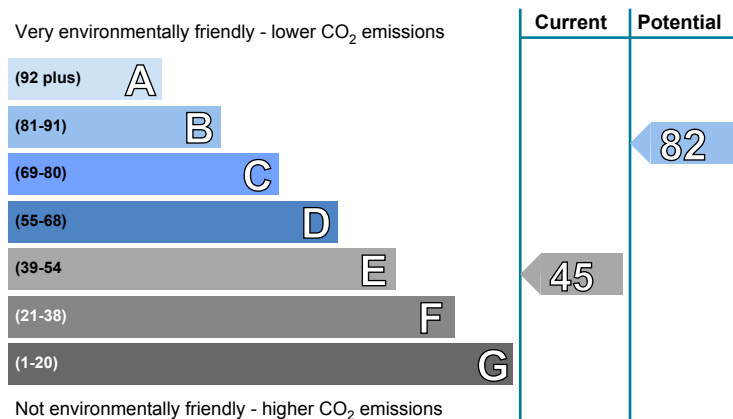 Current Potential
Very environmentally friendly - lower CO₂ emissions
(92 plus) A
(81-91) B
82
(69-80) C
(55-68) D
(39-54 E
45
(21-38) F
(1-20) G
Not environmentally friendly - higher CO₂ emissions